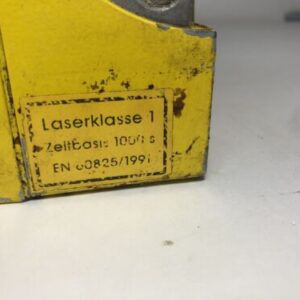 Laserklasse 1
Zeitbasis 1000 s
EN 60825/1991